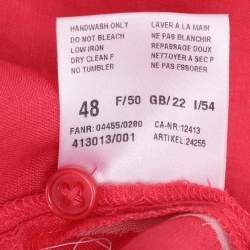 HANDWASH ONLY
DO NOT BLEACH
LOW IRON
DRY CLEAN P
NO TUMBLER
LAVER A LA MAIN
NE PAS BLANCHIR
REPASSAGE DOUX
NETTOYER A SEC P
NE PAS ESSORER
48 F/50 GB/22 I/54
FANR: 04455/0280 CA-NR: 12413
413013/001 ARTIKEL: 24255